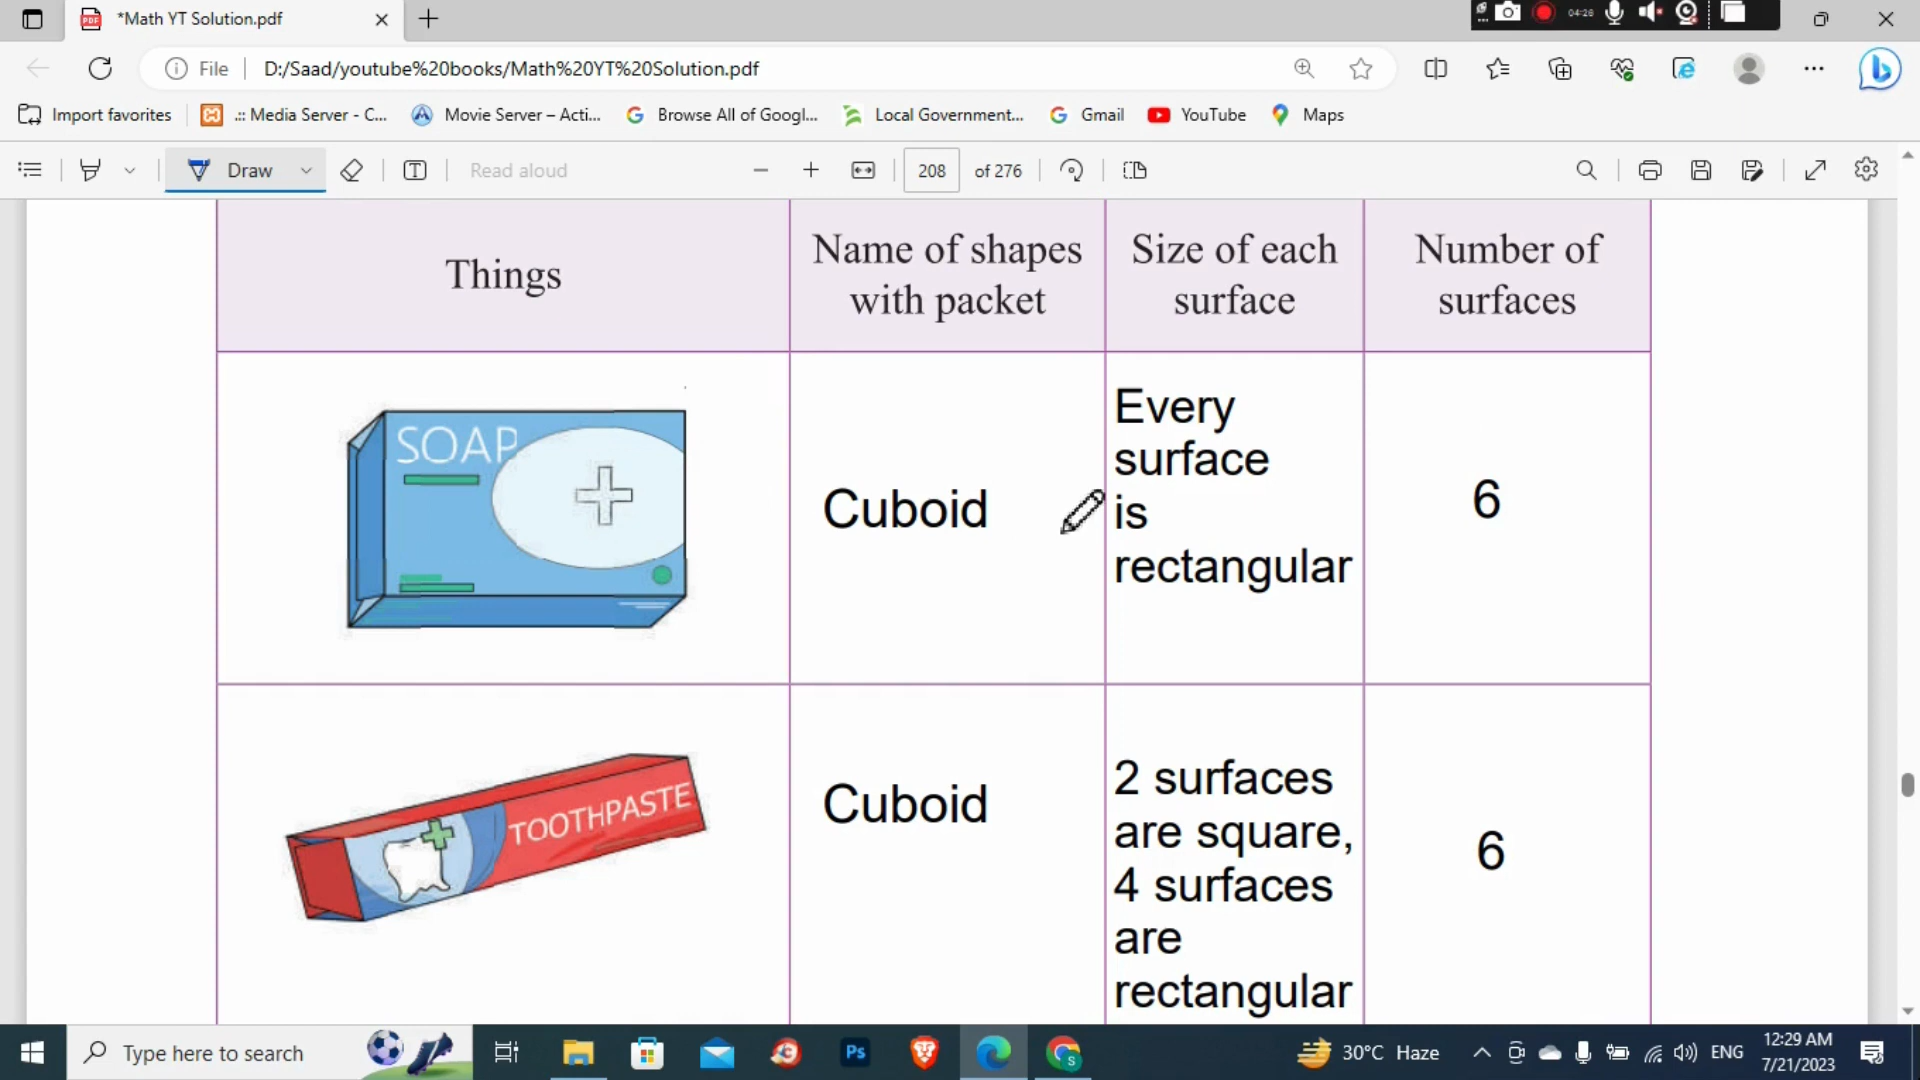 *Math YT Solution.pdf
04:28
File
D:/Saad/youtube%20books/Math%20YT%20Solution.pdf
Import favorites
.:: Media Server - C...
Movie Server – Acti...
Browse All of Googl...
Local Government...
Gmail
YouTube
Maps
Draw
Read aloud
208
of 276
Things
Name of shapes
with packet
Size of each
surface
Number of
surfaces
SOAP
Cuboid
Every
surface
is
rectangular
6
TOOTHPASTE
Cuboid
2 surfaces
are square,
4 surfaces
are
rectangular
6
Type here to search
Ps
S
30°C Haze
ENG
12:29 AM
7/21/2023